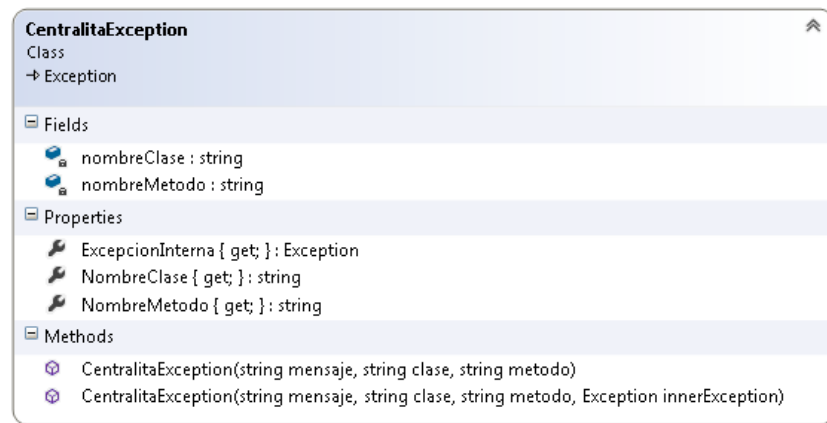 CentralitaException
Class
Exception
Fields
nombreClase : string
nombreMetodo : string
Properties
ExcepcionInterna { get; } : Exception
NombreClase { get; } : string
NombreMetodo { get; } : string
Methods
CentralitaException(string mensaje, string clase, string metodo)
CentralitaException(string mensaje, string clase, string metodo, Exception innerException)